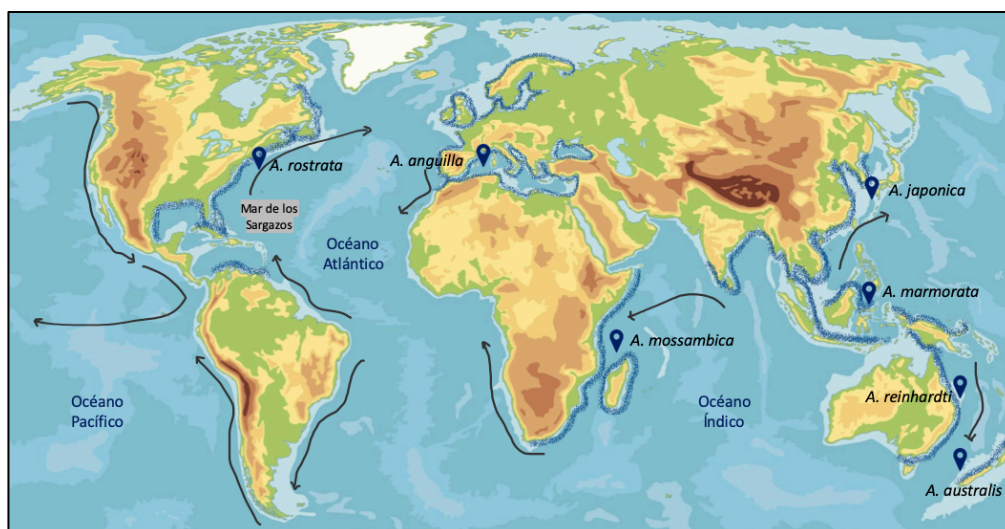 A. rostrata
A. anguilla
A. japonica
Mar de los
Sargazos
Océano
Atlántico
A. marmorata
A. mossambica
A. reinhardti
Océano
Pacífico
Océano
Índico
A. australis